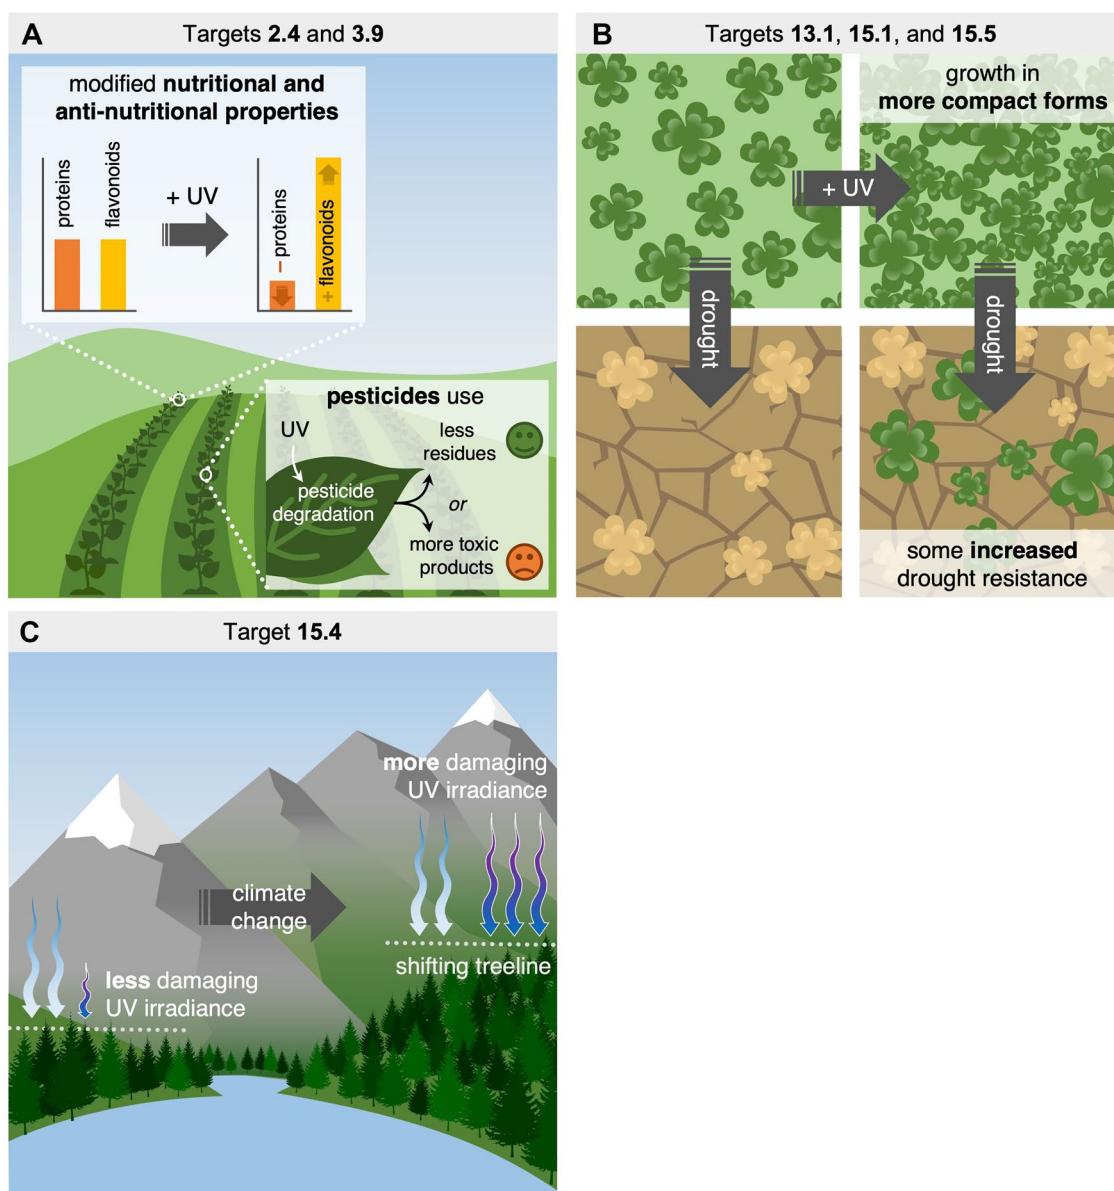 A
Targets 2.4 and 3.9
modified nutritional and
anti-nutritional properties
proteins
flavonoids
+ UV
– proteins
+ flavonoids
pesticides use
UV
pesticide
degradation
less
residues
or
more toxic
products
B
Targets 13.1, 15.1, and 15.5
growth in
more compact forms
+ UV
drought
drought
some increased
drought resistance
C
Target 15.4
more damaging
UV irradiance
climate
change
shifting treeline
less damaging
UV irradiance